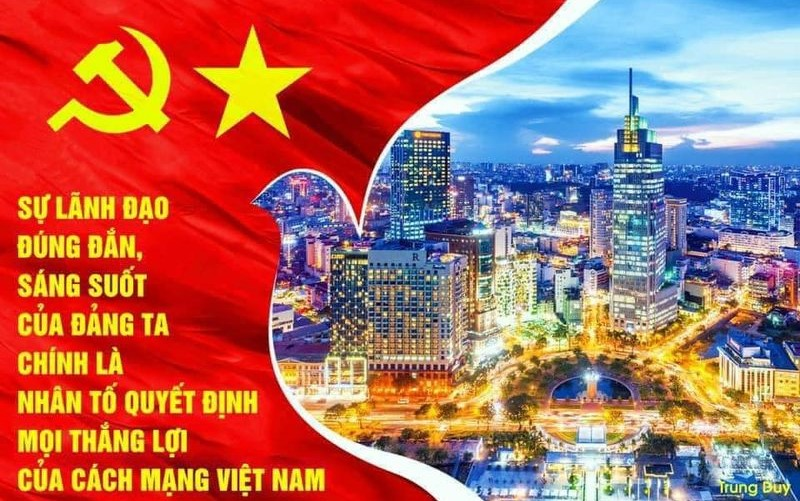 SỰ LÃNH ĐẠO
ĐÚNG ĐẮN,
SÁNG SUỐT
CỦA ĐẢNG TA
CHÍNH LÀ
NHÂN TỐ QUYẾT ĐỊNH
MỌI THẮNG LỢI
CỦA CÁCH MẠNG VIỆT NAM
R
Trung Duy